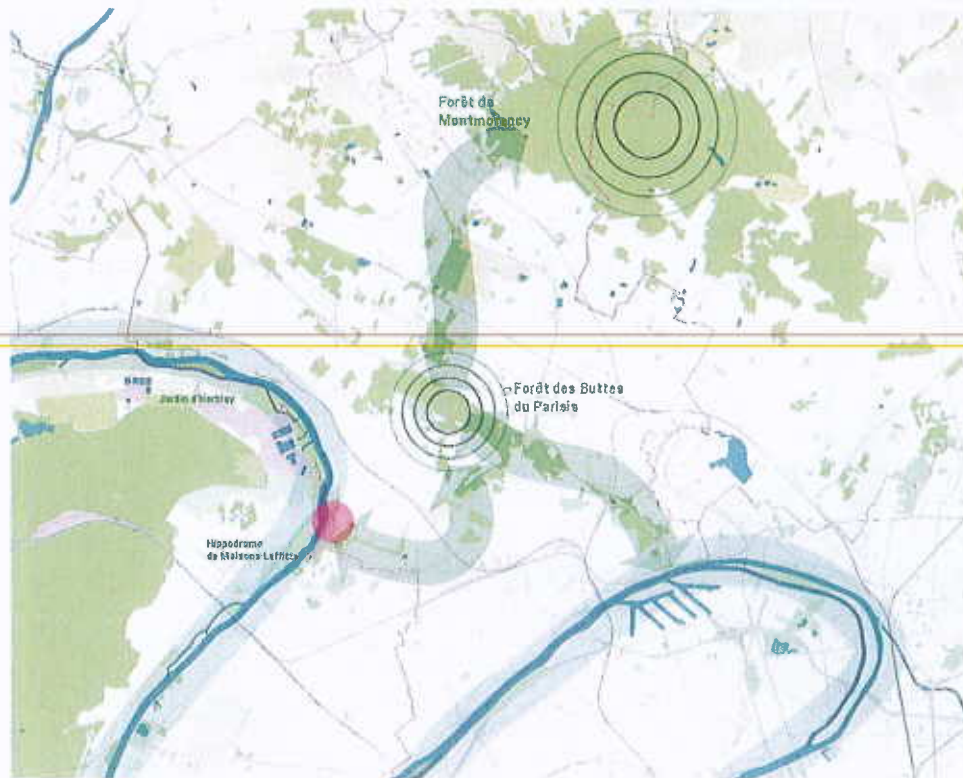 Forêt de
Montmorency
Forêt des Buttes
du Parisis
Jardin d'Herblay
Hippodrome
de Maisons-Laffitte